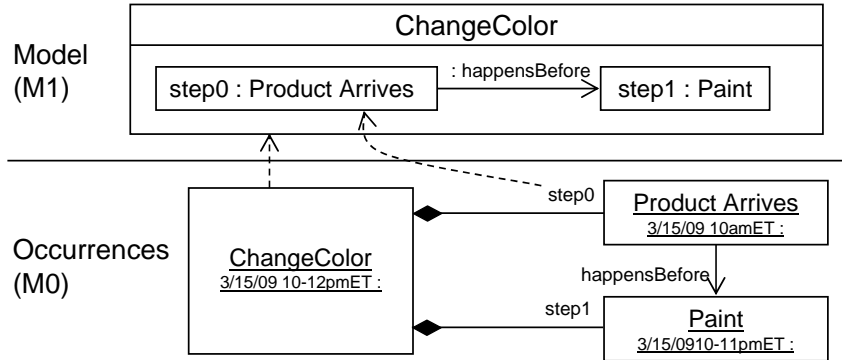 ChangeColor
Model
(M1)
step0 : Product Arrives
: happensBefore
step1 : Paint
Occurrences
(M0)
ChangeColor
3/15/09 10-12pmET :
step0
Product Arrives
3/15/09 10amET :
happensBefore
step1
Paint
3/15/0910-11pmET :